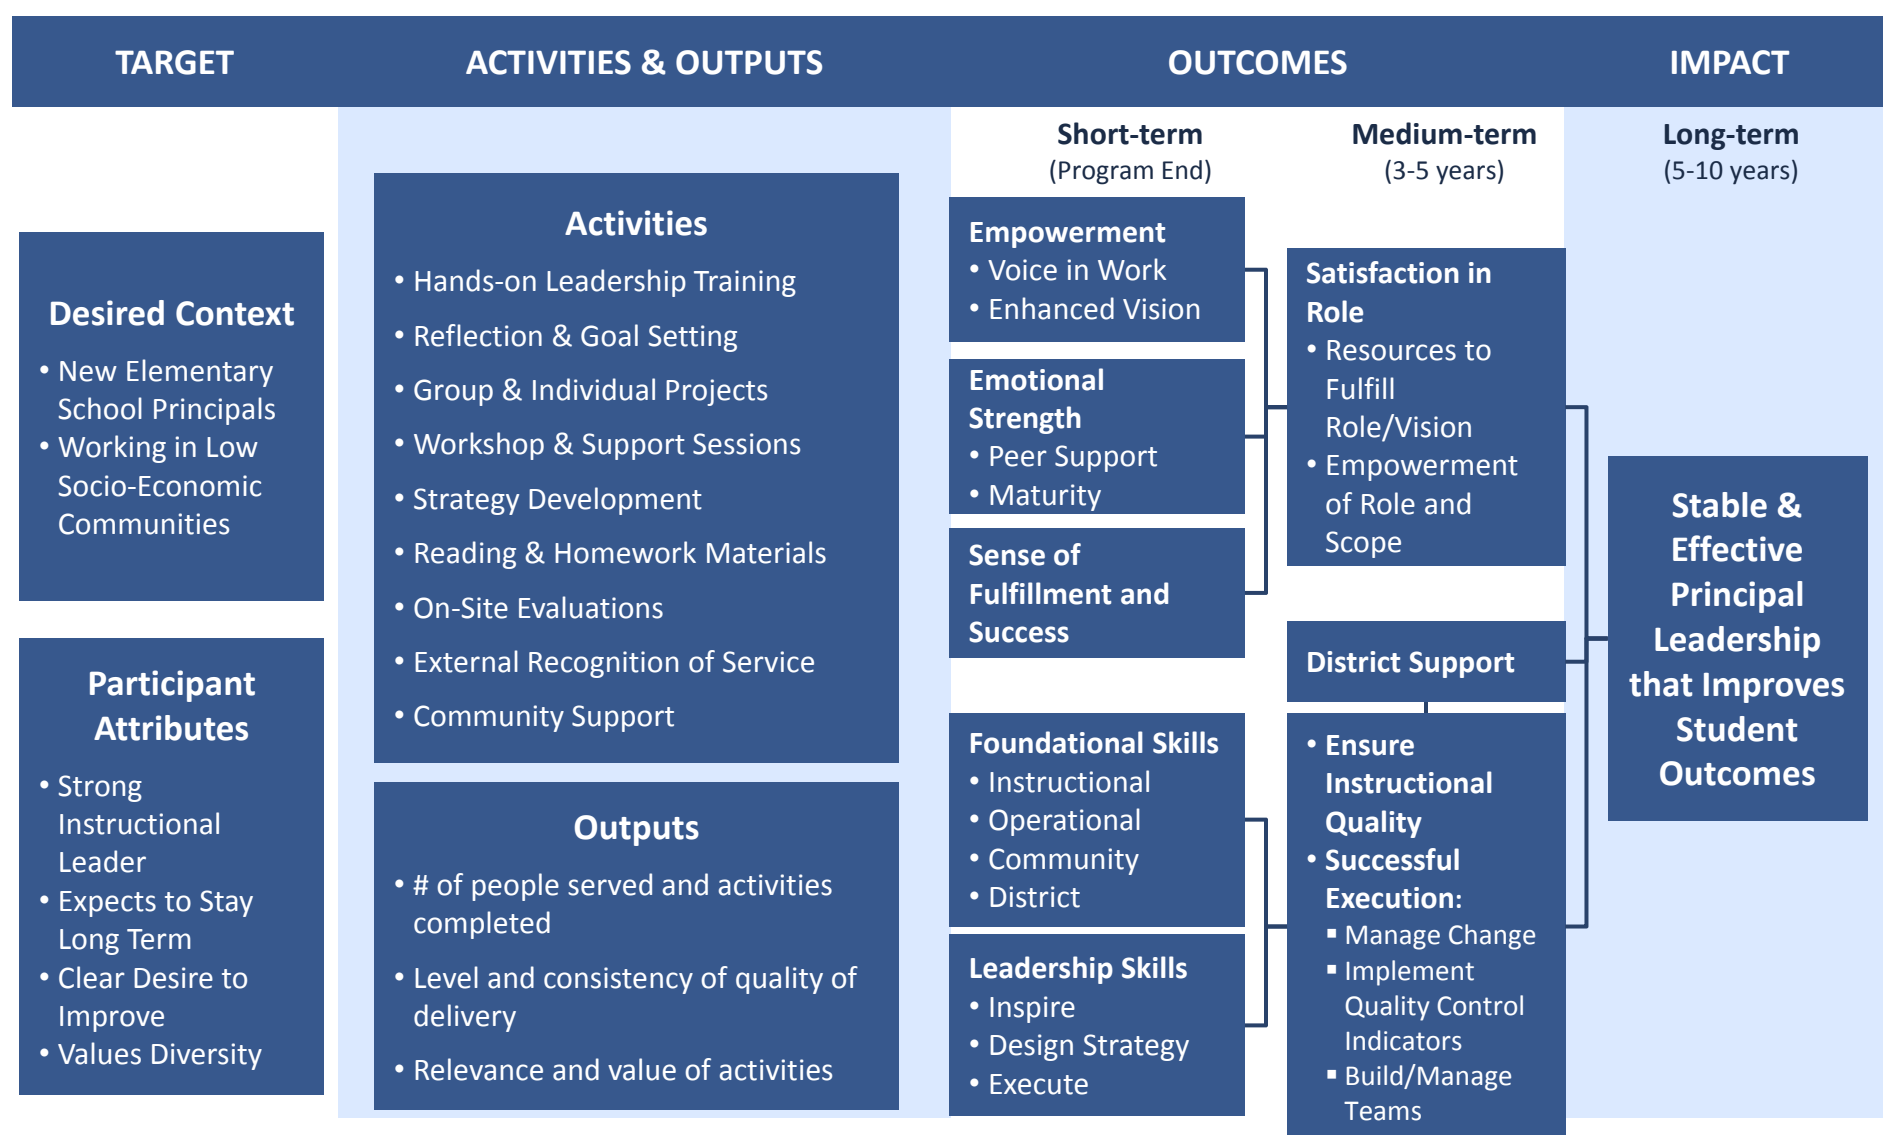 TARGET
ACTIVITIES & OUTPUTS
OUTCOMES
IMPACT
Desired Context
• New Elementary
School Principals
• Working in Low
Socio-Economic
Communities
Participant
Attributes
• Strong
Instructional
Leader
• Expects to Stay
Long Term
• Clear Desire to
Improve
• Values Diversity
Activities
• Hands-on Leadership Training
• Reflection & Goal Setting
• Group & Individual Projects
• Workshop & Support Sessions
• Strategy Development
• Reading & Homework Materials
• On-Site Evaluations
• External Recognition of Service
• Community Support
Outputs
• # of people served and activities
completed
• Level and consistency of quality of
delivery
• Relevance and value of activities
Short-term
(Program End)
Empowerment
• Voice in Work
• Enhanced Vision
Emotional
Strength
• Peer Support
• Maturity
Sense of
Fulfillment and
Success
Foundational Skills
• Instructional
• Operational
• Community
• District
Leadership Skills
• Inspire
• Design Strategy
• Execute
Medium-term
(3-5 years)
Satisfaction in
Role
• Resources to
Fulfill
Role/Vision
• Empowerment
of Role and
Scope
District Support
• Ensure
Instructional
Quality
• Successful
Execution:
▪ Manage Change
▪ Implement
Quality Control
Indicators
▪ Build/Manage
Teams
Long-term
(5-10 years)
Stable &
Effective
Principal
Leadership
that Improves
Student
Outcomes